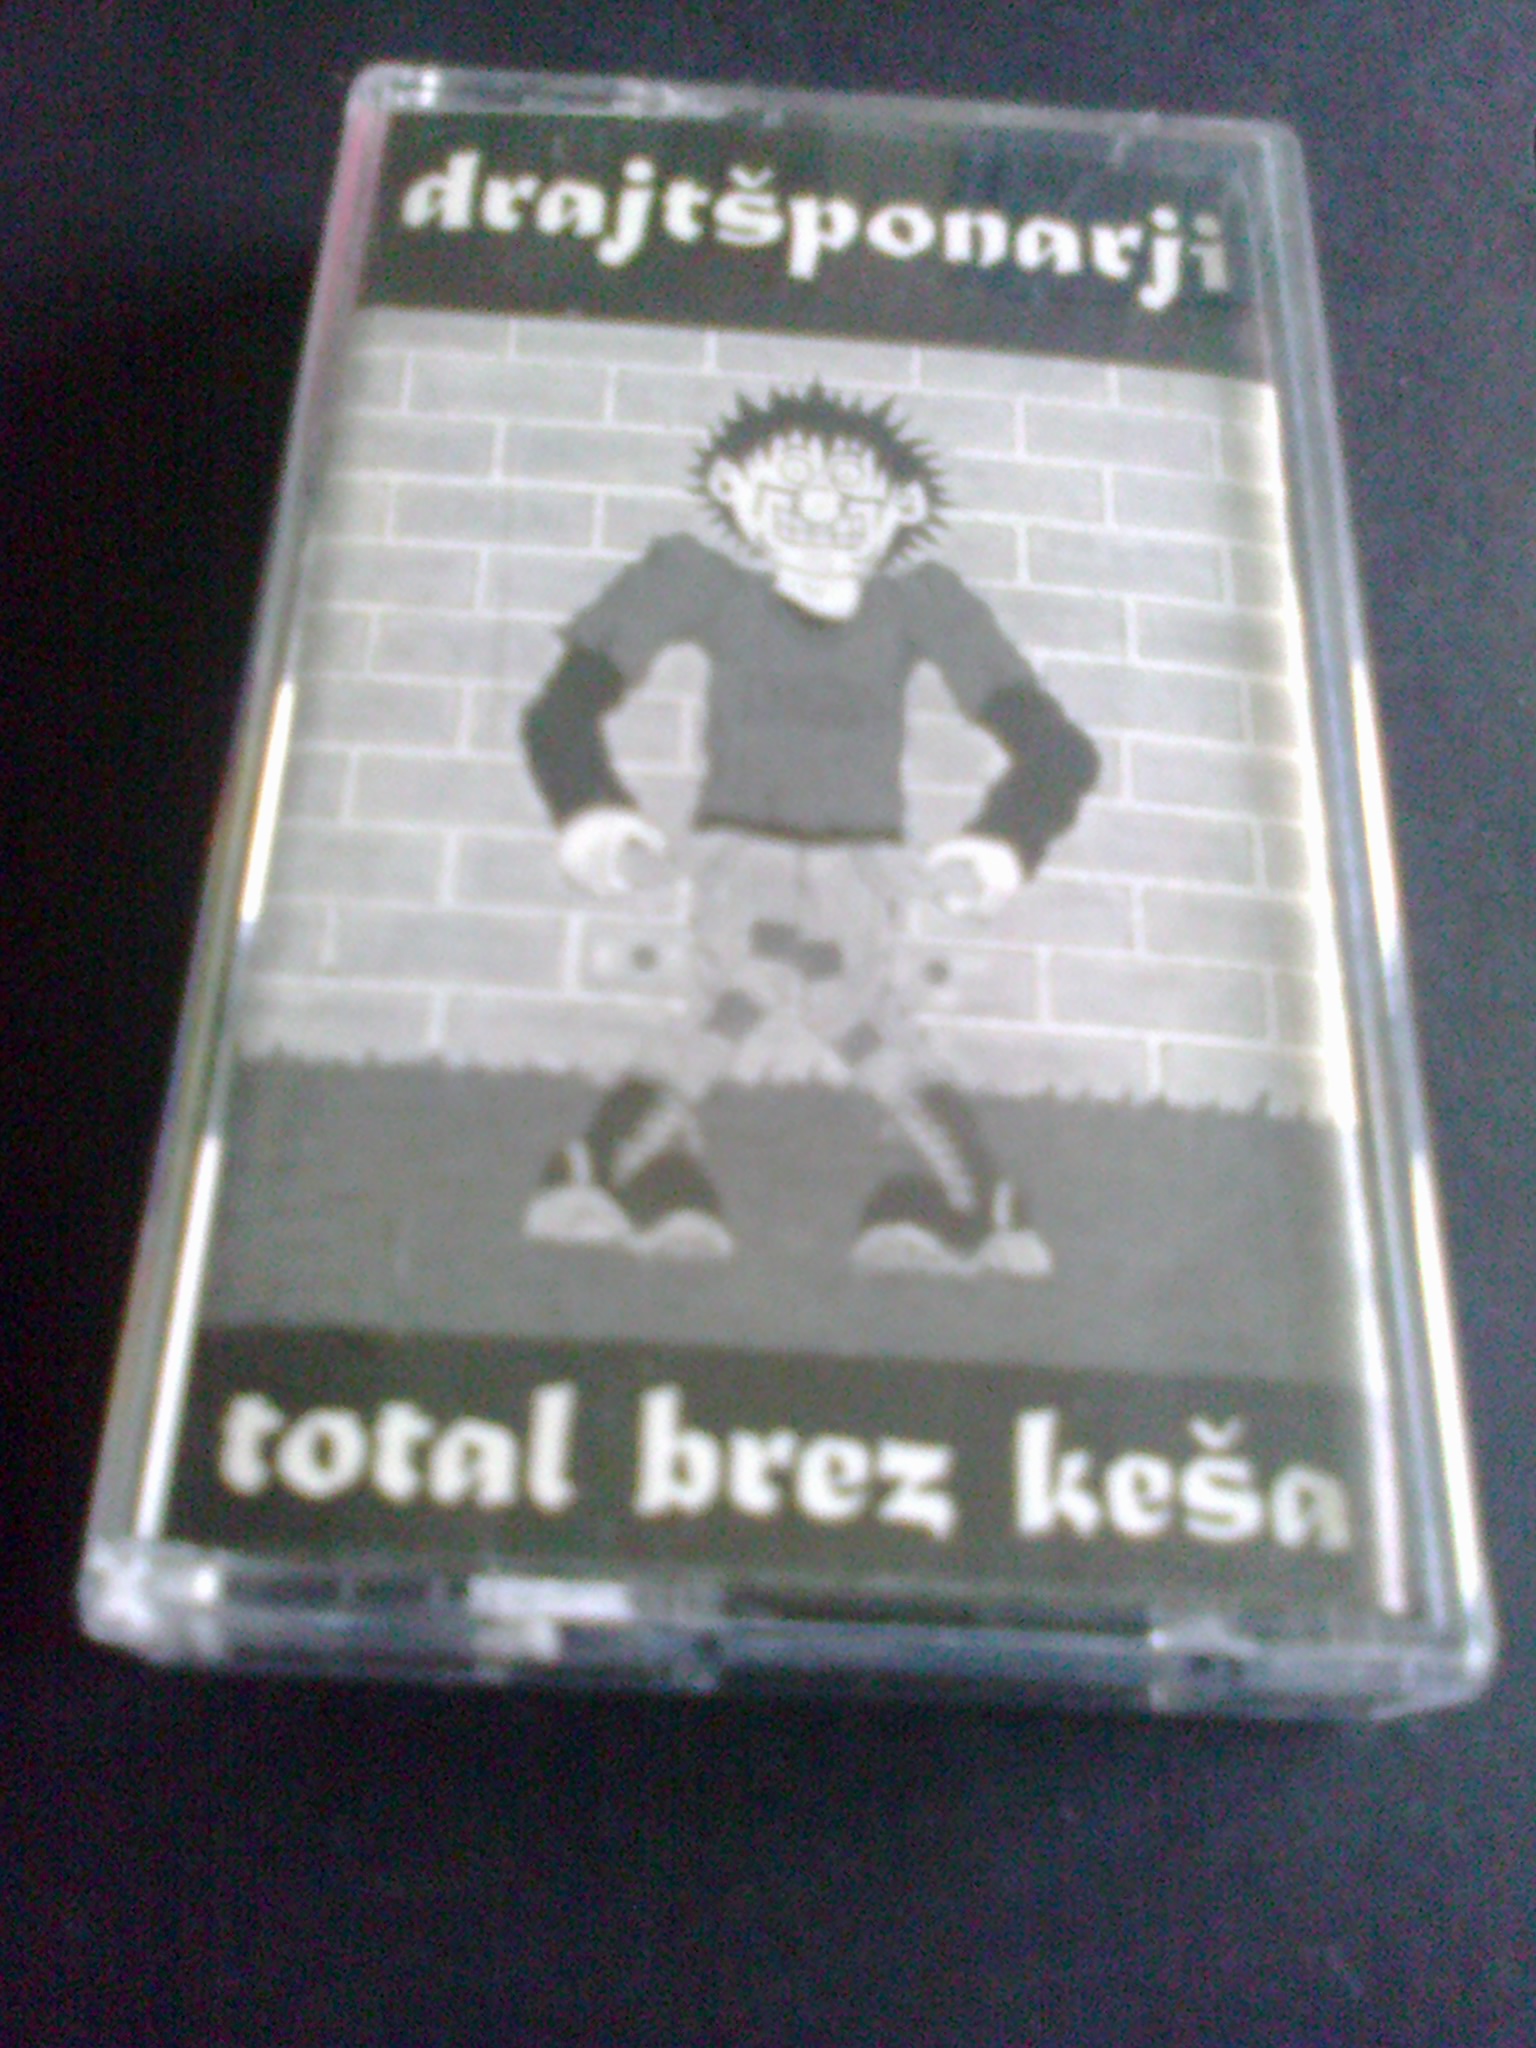 drajtšponarji
total brez keša